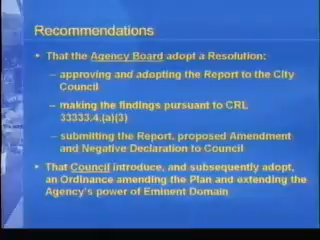 Recommendations
• That the Agency Board adopt a Resolution:
– approving and adopting the Report to the City
Council
– making the findings pursuant to CRL
33333.4.(a)(3)
– submitting the Report, proposed Amendment
and Negative Declaration to Council
• That Council introduce, and subsequently adopt,
an Ordinance amending the Plan and extending the
Agency's power of Eminent Domain